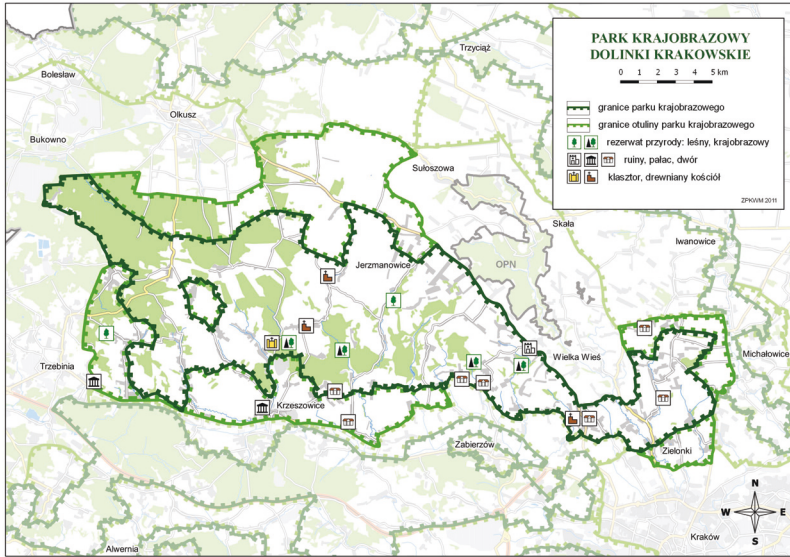 PARK KRAJOBRAZOWY
DOLINKI KRAKOWSKIE
0 1 2 3 4 5 km
granice parku krajobrazowego
granice otuliny parku krajobrazowego
rezerwat przyrody: leśny, krajobrazowy
ruiny, pałac, dwór
klasztor, drewniany kościół
ZPKWM 2011
Trzyciąż
Bolesław
Olkusz
Bukowno
Sułoszowa
Skała
Iwanowice
Jerzmanowice
OPN
Trzebinia
Wielka Wieś
Michałowice
Krzeszowice
Zabierzów
Zielonki
Kraków
Alwernia
N
W E
S